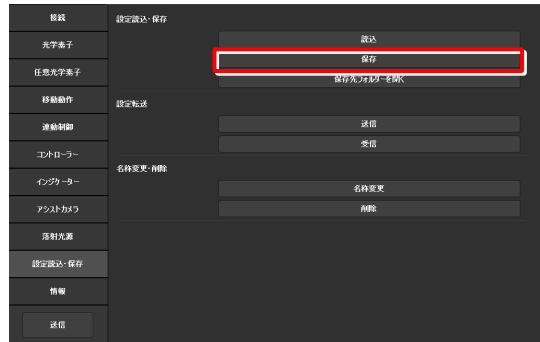 接続
光学素子
任意光学素子
移動動作
連動制御
コントローラー
インジケーター
アシストカメラ
落射光源
設定読込・保存
情報
送信
設定読込・保存
読込
保存
保存先フォルダーを開く
設定転送
送信
受信
名称変更・削除
名称変更
削除